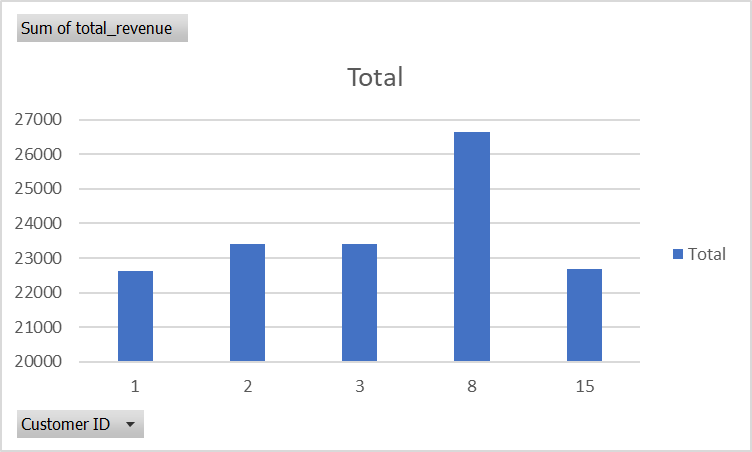 Sum of total_revenue
Total
27000
26000
25000
24000
23000
22000
21000
20000
1 2 3 8 15
Total
Customer ID